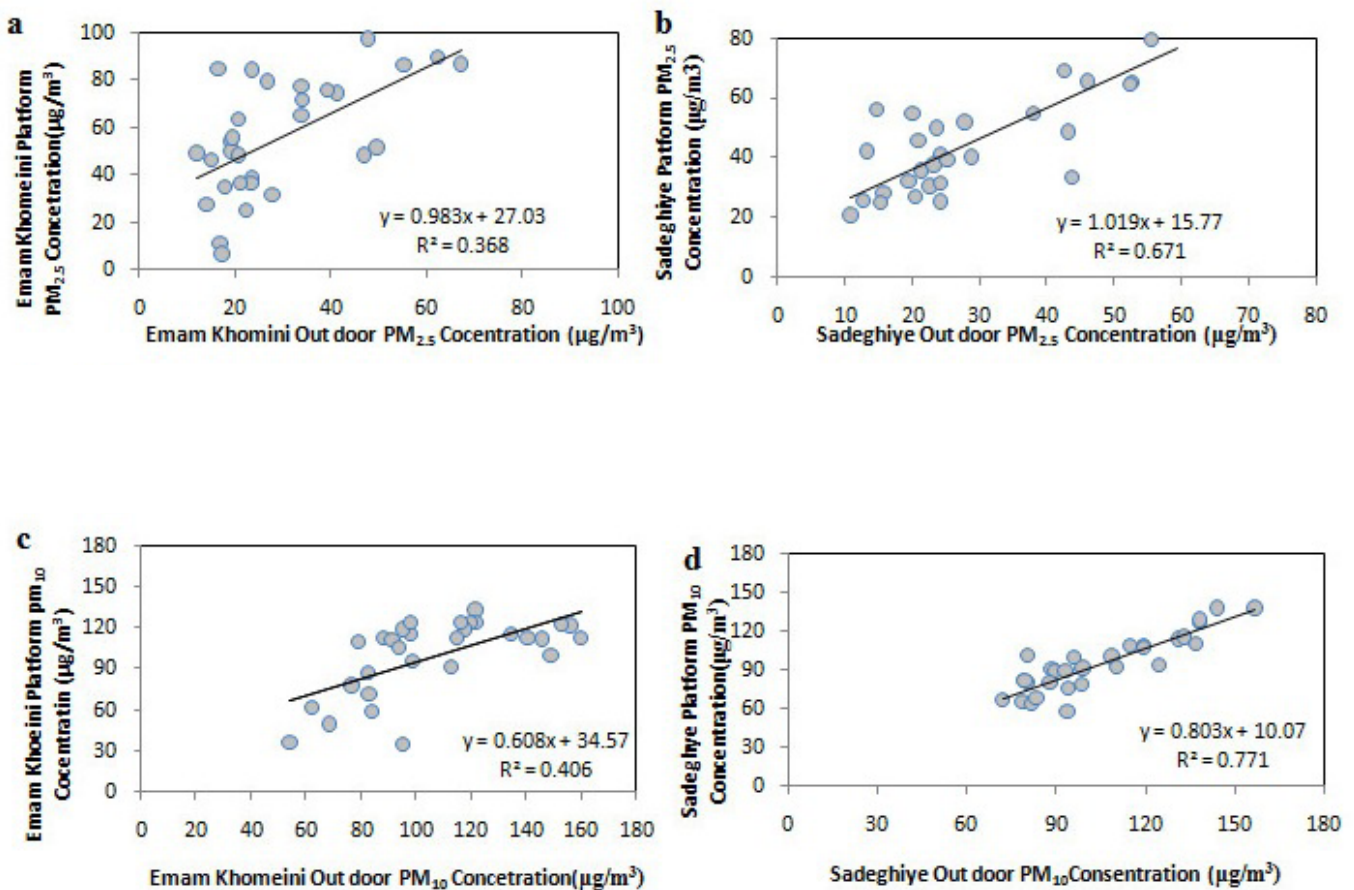 a
Emam Khomeini Platform
PM2.5 Concetration(µg/m³)
100
80
60
40
20
0
y = 0.983x + 27.03
R² = 0.368
0 20 40 60 80 100
Emam Khomini Out door PM2.5 Cocentration (µg/m³)
b
Sadeghiye Patform PM2.5
Concentration (µg/m3)
80
60
40
20
0
y = 1.019x + 15.77
R² = 0.671
0 10 20 30 40 50 60 70 80
Sadeghiye Out door PM2.5 Concentration (µg/m³)
c
Emam Khoeini Platform pm10
Cocentratin (µg/m³)
180
150
120
90
60
30
0
y = 0.608x + 34.57
R² = 0.406
0 20 40 60 80 100 120 140 160 180
Emam Khomeini Out door PM10 Concetration(µg/m³)
d
Sadeghye Platform PM10
Concentration(µg/m³)
180
150
120
90
60
30
0
y = 0.803x + 10.07
R² = 0.771
0 30 60 90 120 150 180
Sadeghiye Out door PM10Consentration (µg/m³)